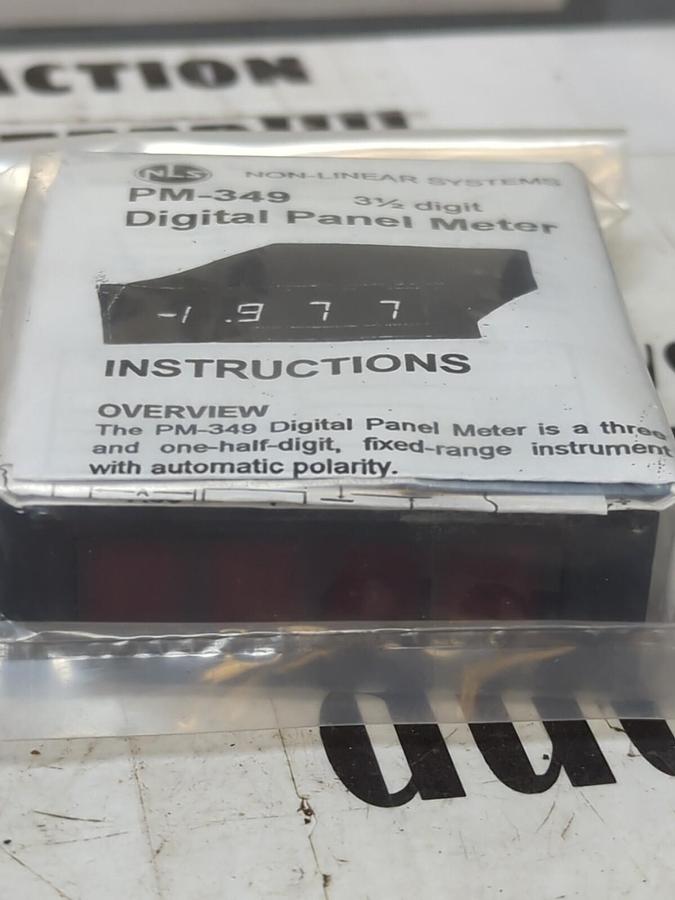 NCTION
NLS NON-LINEAR SYSTEMS
PM-349 3½ digit
Digital Panel Meter
-1.977
INSTRUCTIONS
OVERVIEW
The PM-349 Digital Panel Meter is a three
and one-half-digit, fixed-range instrument
with automatic polarity.